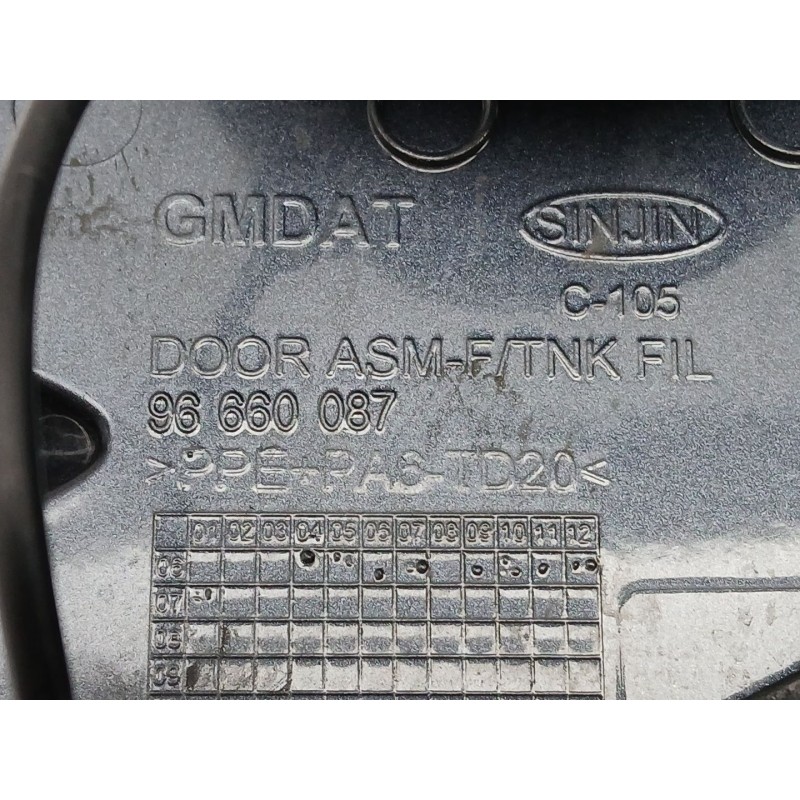 GMDAT
SINJIN
C-105
DOOR ASM-F/TNK FIL
96 660 087
>PPE+PA6-TD20<
01 02 03 04 05 06 07 08 09 10 11 12
06
07
08
09